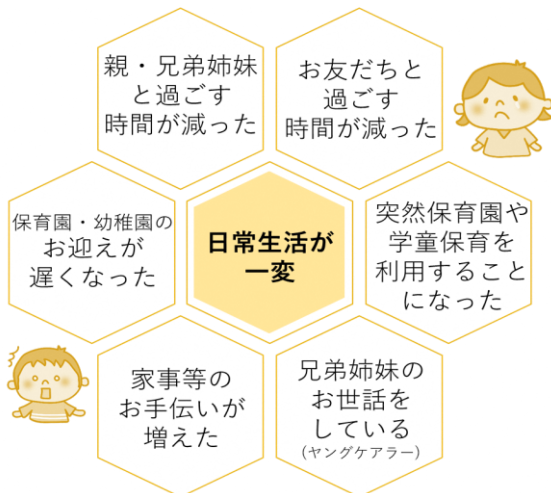 親・兄弟姉妹
と過ごす
時間が減った
お友だちと
過ごす
時間が減った
保育園・幼稚園の
お迎えが
遅くなった
日常生活が
一変
突然保育園や
学童保育を
利用すること
になった
家事等の
お手伝いが
増えた
兄弟姉妹の
お世話を
している
(ヤングケアラー)